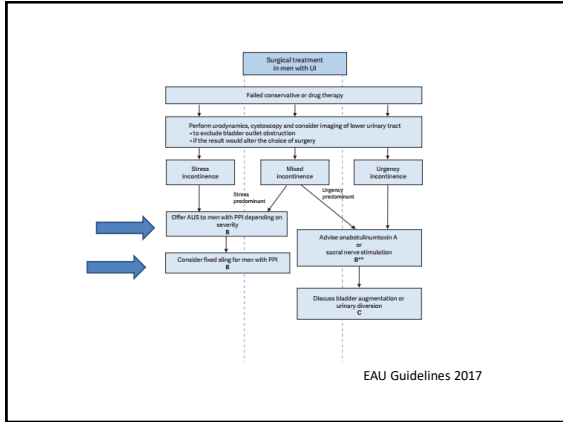 Surgical treatment
in men with UI
Failed conservative or drug therapy
Perform urodynamics, cystoscopy and consider imaging of lower urinary tract
• to exclude bladder outlet obstruction
• if the result would alter the choice of surgery
Stress
incontinence
Mixed
incontinence
Urgency
incontinence
Stress
predominant
Urgency
predominant
Offer AUS to men with PPI depending on
severity
B
Advise onabotulinumtoxin A
or
sacral nerve stimulation
B**
Consider fixed sling for men with PPI
B
Discuss bladder augmentation or
urinary diversion
C
EAU Guidelines 2017